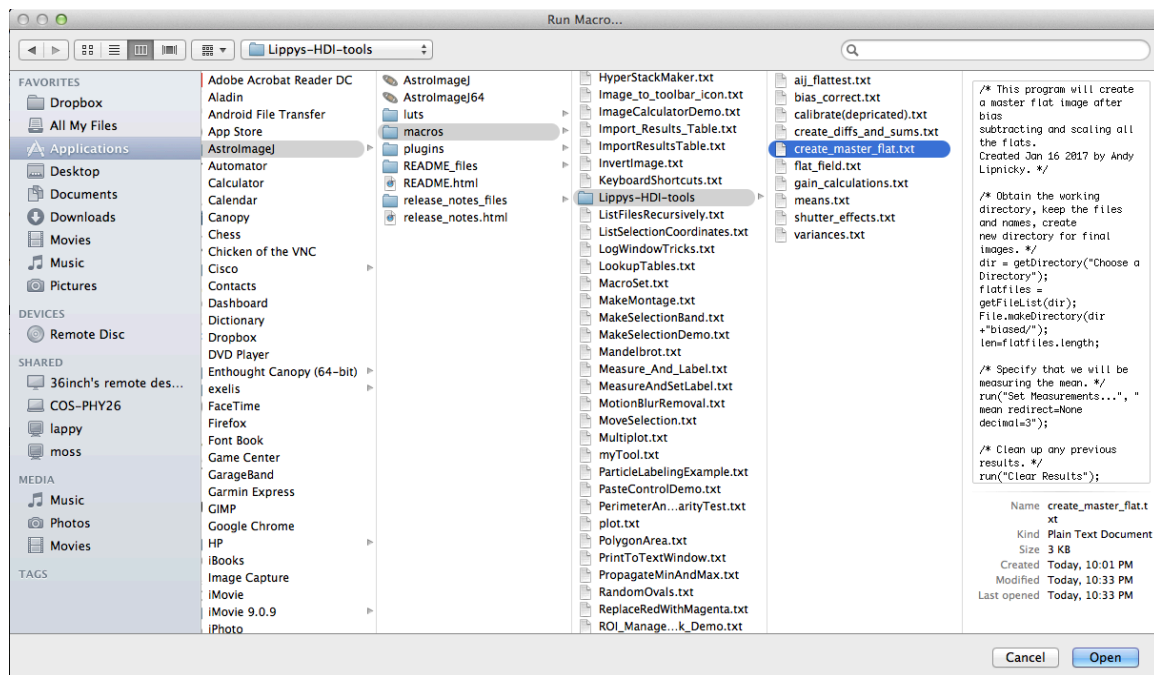 Run Macro...
Lippys-HDI-tools
FAVORITES
Dropbox
All My Files
Applications
Desktop
Documents
Downloads
Movies
Music
Pictures
DEVICES
Remote Disc
SHARED
36inch's remote des...
COS-PHY26
lappy
moss
MEDIA
Music
Photos
Movies
TAGS
Adobe Acrobat Reader DC
Aladin
Android File Transfer
App Store
AstroImageJ
Automator
Calculator
Calendar
Canopy
Chess
Chicken of the VNC
Cisco
Contacts
Dashboard
Dictionary
Dropbox
DVD Player
Enthought Canopy (64-bit)
exelis
FaceTime
Firefox
Font Book
Game Center
GarageBand
Garmin Express
GIMP
Google Chrome
HP
iBooks
Image Capture
iMovie
iMovie 9.0.9
iPhoto
AstroImageJ
AstroImageJ64
luts
macros
plugins
README_files
README.html
release_notes_files
release_notes.html
HyperStackMaker.txt
Image_to_toolbar_icon.txt
ImageCalculatorDemo.txt
Import_Results_Table.txt
ImportResultsTable.txt
InvertImage.txt
KeyboardShortcuts.txt
Lippys-HDI-tools
ListFilesRecursively.txt
ListSelectionCoordinates.txt
LogWindowTricks.txt
LookupTables.txt
MacroSet.txt
MakeMontage.txt
MakeSelectionBand.txt
MakeSelectionDemo.txt
Mandelbrot.txt
Measure_And_Label.txt
MeasureAndSetLabel.txt
MotionBlurRemoval.txt
MoveSelection.txt
Multiplot.txt
myTool.txt
ParticleLabelingExample.txt
PasteControlDemo.txt
PerimeterAn...arityTest.txt
plot.txt
PolygonArea.txt
PrintToTextWindow.txt
PropagateMinAndMax.txt
RandomOvals.txt
ReplaceRedWithMagenta.txt
ROI_Manage...k_Demo.txt
aij_flattest.txt
bias_correct.txt
calibrate(depricated).txt
create_diffs_and_sums.txt
create_master_flat.txt
flat_field.txt
gain_calculations.txt
means.txt
shutter_effects.txt
variances.txt
/* This program will create
a master flat image after
bias
subtracting and scaling all
the flats.
Created Jan 16 2017 by Andy
Lipnicky. */
/* Obtain the working
directory, keep the files
and names, create
new directory for final
images. */
dir = getDirectory("Choose a
Directory");
flatfiles =
getFileList(dir);
File.makeDirectory(dir
+"biased/");
len=flatfiles.length;
/* Specify that we will be
measuring the mean. */
run("Set Measurements...", "
mean redirect=None
decimal=3");
/* Clean up any previous
results. */
run("Clear Results");
Name create_master_flat.t
xt
Kind Plain Text Document
Size 3 KB
Created Today, 10:01 PM
Modified Today, 10:33 PM
Last opened Today, 10:33 PM
Cancel
Open